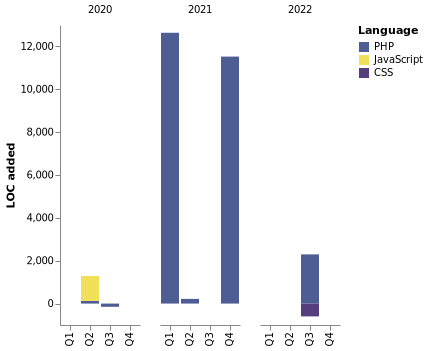 2020 2021 2022
Language
PHP
JavaScript
CSS
LOC added
12,000
10,000
8,000
6,000
4,000
2,000
0
Q1 Q2 Q3 Q4 Q1 Q2 Q3 Q4 Q1 Q2 Q3 Q4